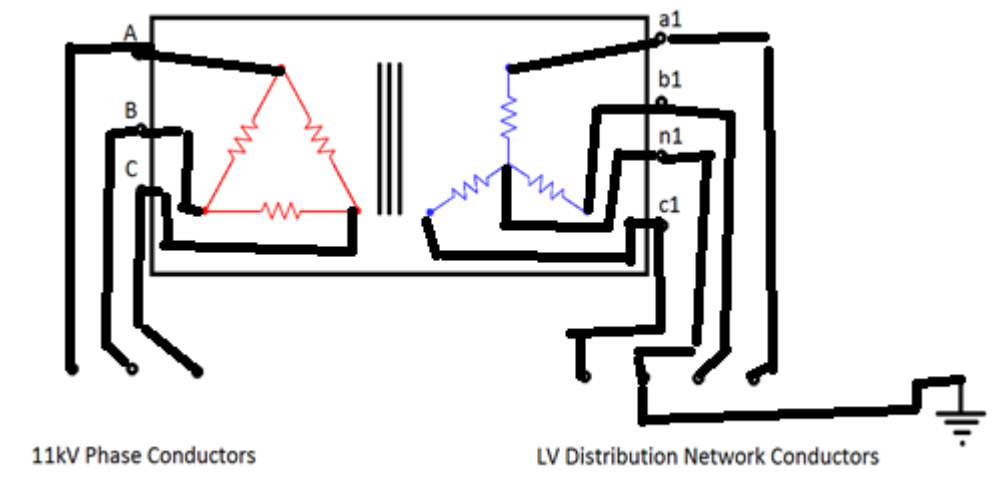 A
B
C
a1
b1
n1
c1
11kV Phase Conductors
LV Distribution Network Conductors